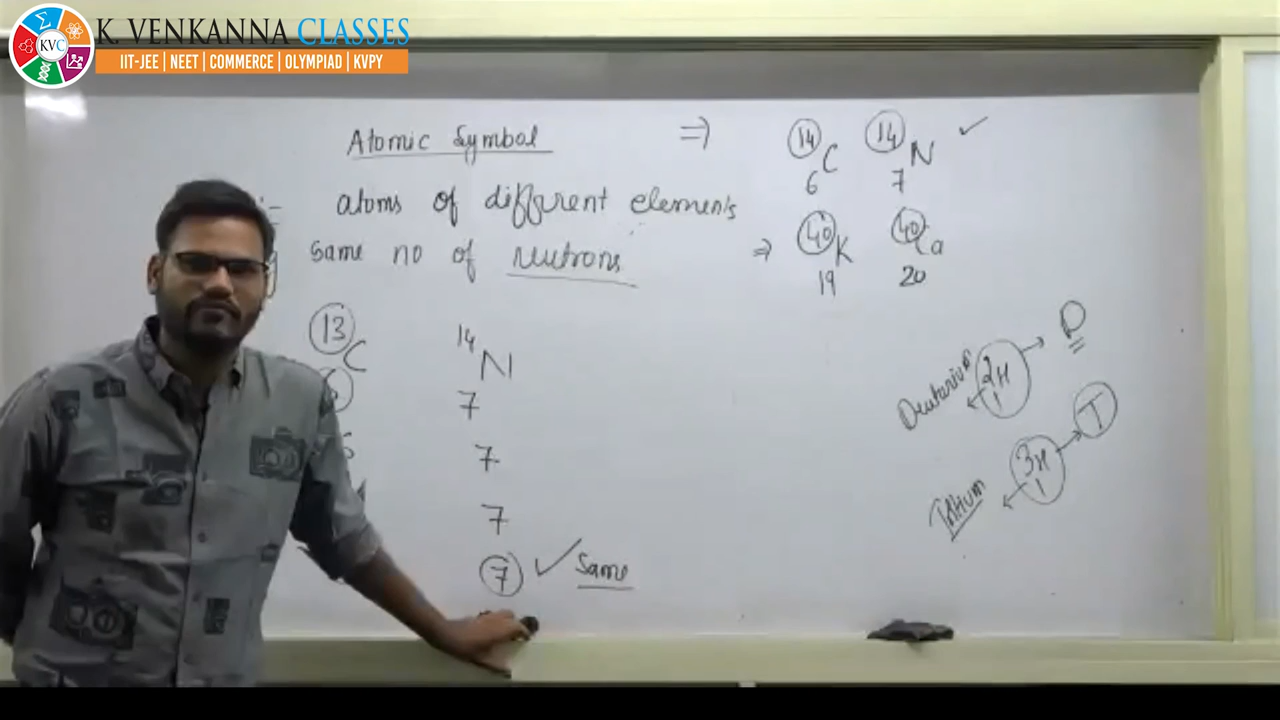 KVC
K. VENKANNA CLASSES
IIT-JEE | NEET | COMMERCE | OLYMPIAD | KVPY
Atomic Symbol ⇒ 14 C 6 14 N 7 ✓
:- atoms of different elements
same no of neutrons ⇒ 40 K 19 40 Ca 20
13 C 14 N
7
7
7
7 ✓ Same
Deuterium 2 H 1 → D
Tritium 3 H 1 → T